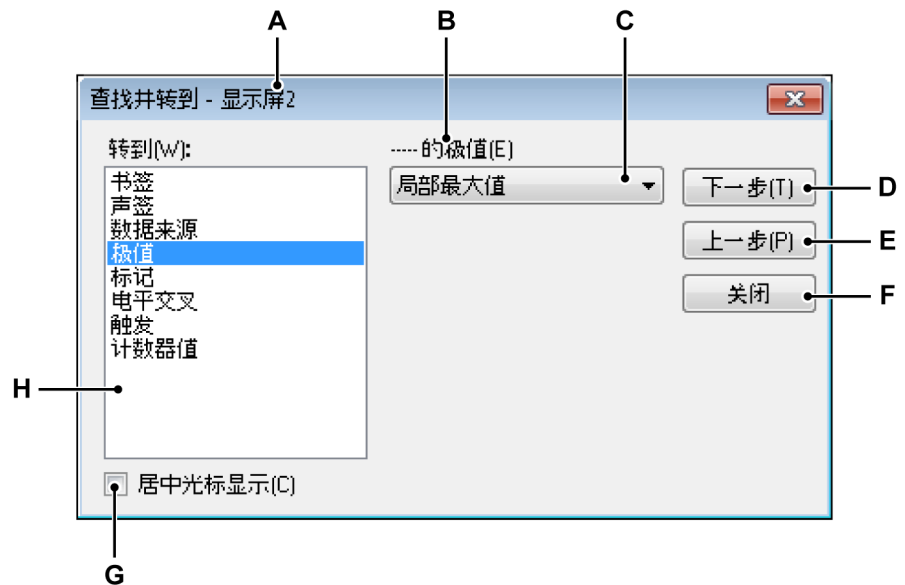 A B C
查找并转到 - 显示屏2
转到(W):
----- 的极值(E)
书签
声签
数据来源
极值
标记
电平交叉
触发
计数器值
局部最大值
下一步(T)
D
上一步(P)
E
关闭
F
H
居中光标显示(C)
G